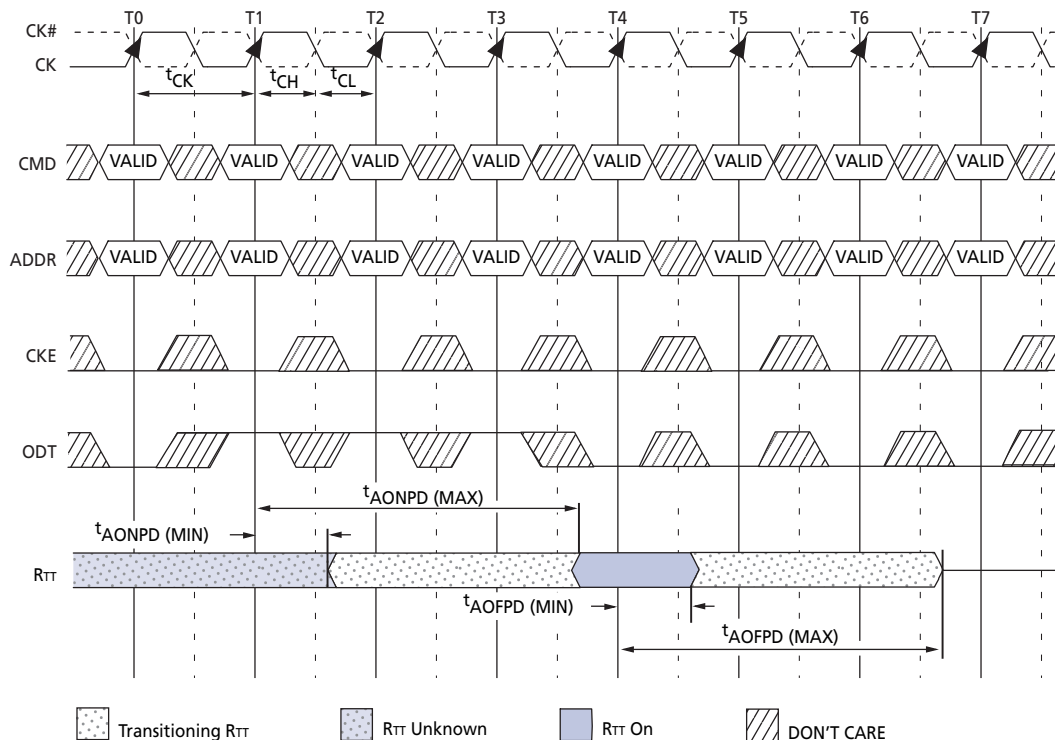 T0 T1 T2 T3 T4 T5 T6 T7
CK#
CK
tCK tCH tCL
CMD VALID VALID VALID VALID VALID VALID VALID VALID
ADDR VALID VALID VALID VALID VALID VALID VALID VALID
CKE
ODT
tAONPD (MAX)
tAONPD (MIN)
RTT
tAOFPD (MIN)
tAOFPD (MAX)
Transitioning RTT RTT Unknown RTT On DON'T CARE